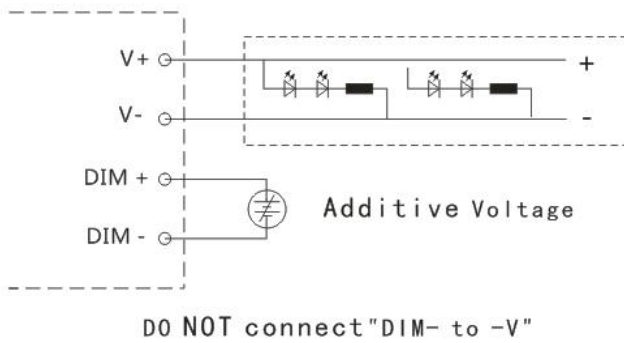 V+
+
V-
-
DIM +
Additive Voltage
DIM -
DO NOT connect"DIM- to -V"